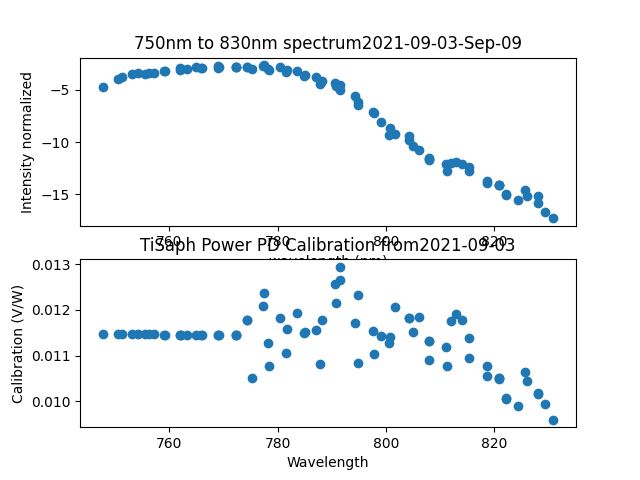 750nm to 830nm spectrum2021-09-03-Sep-09
−5
−10
−15
Intensity normalized
760
780
800
820
wavelength (nm)
TiSaph Power PD Calibration from2021-09-03
0.013
0.012
0.011
0.010
Calibration (V/W)
760
780
800
820
Wavelength